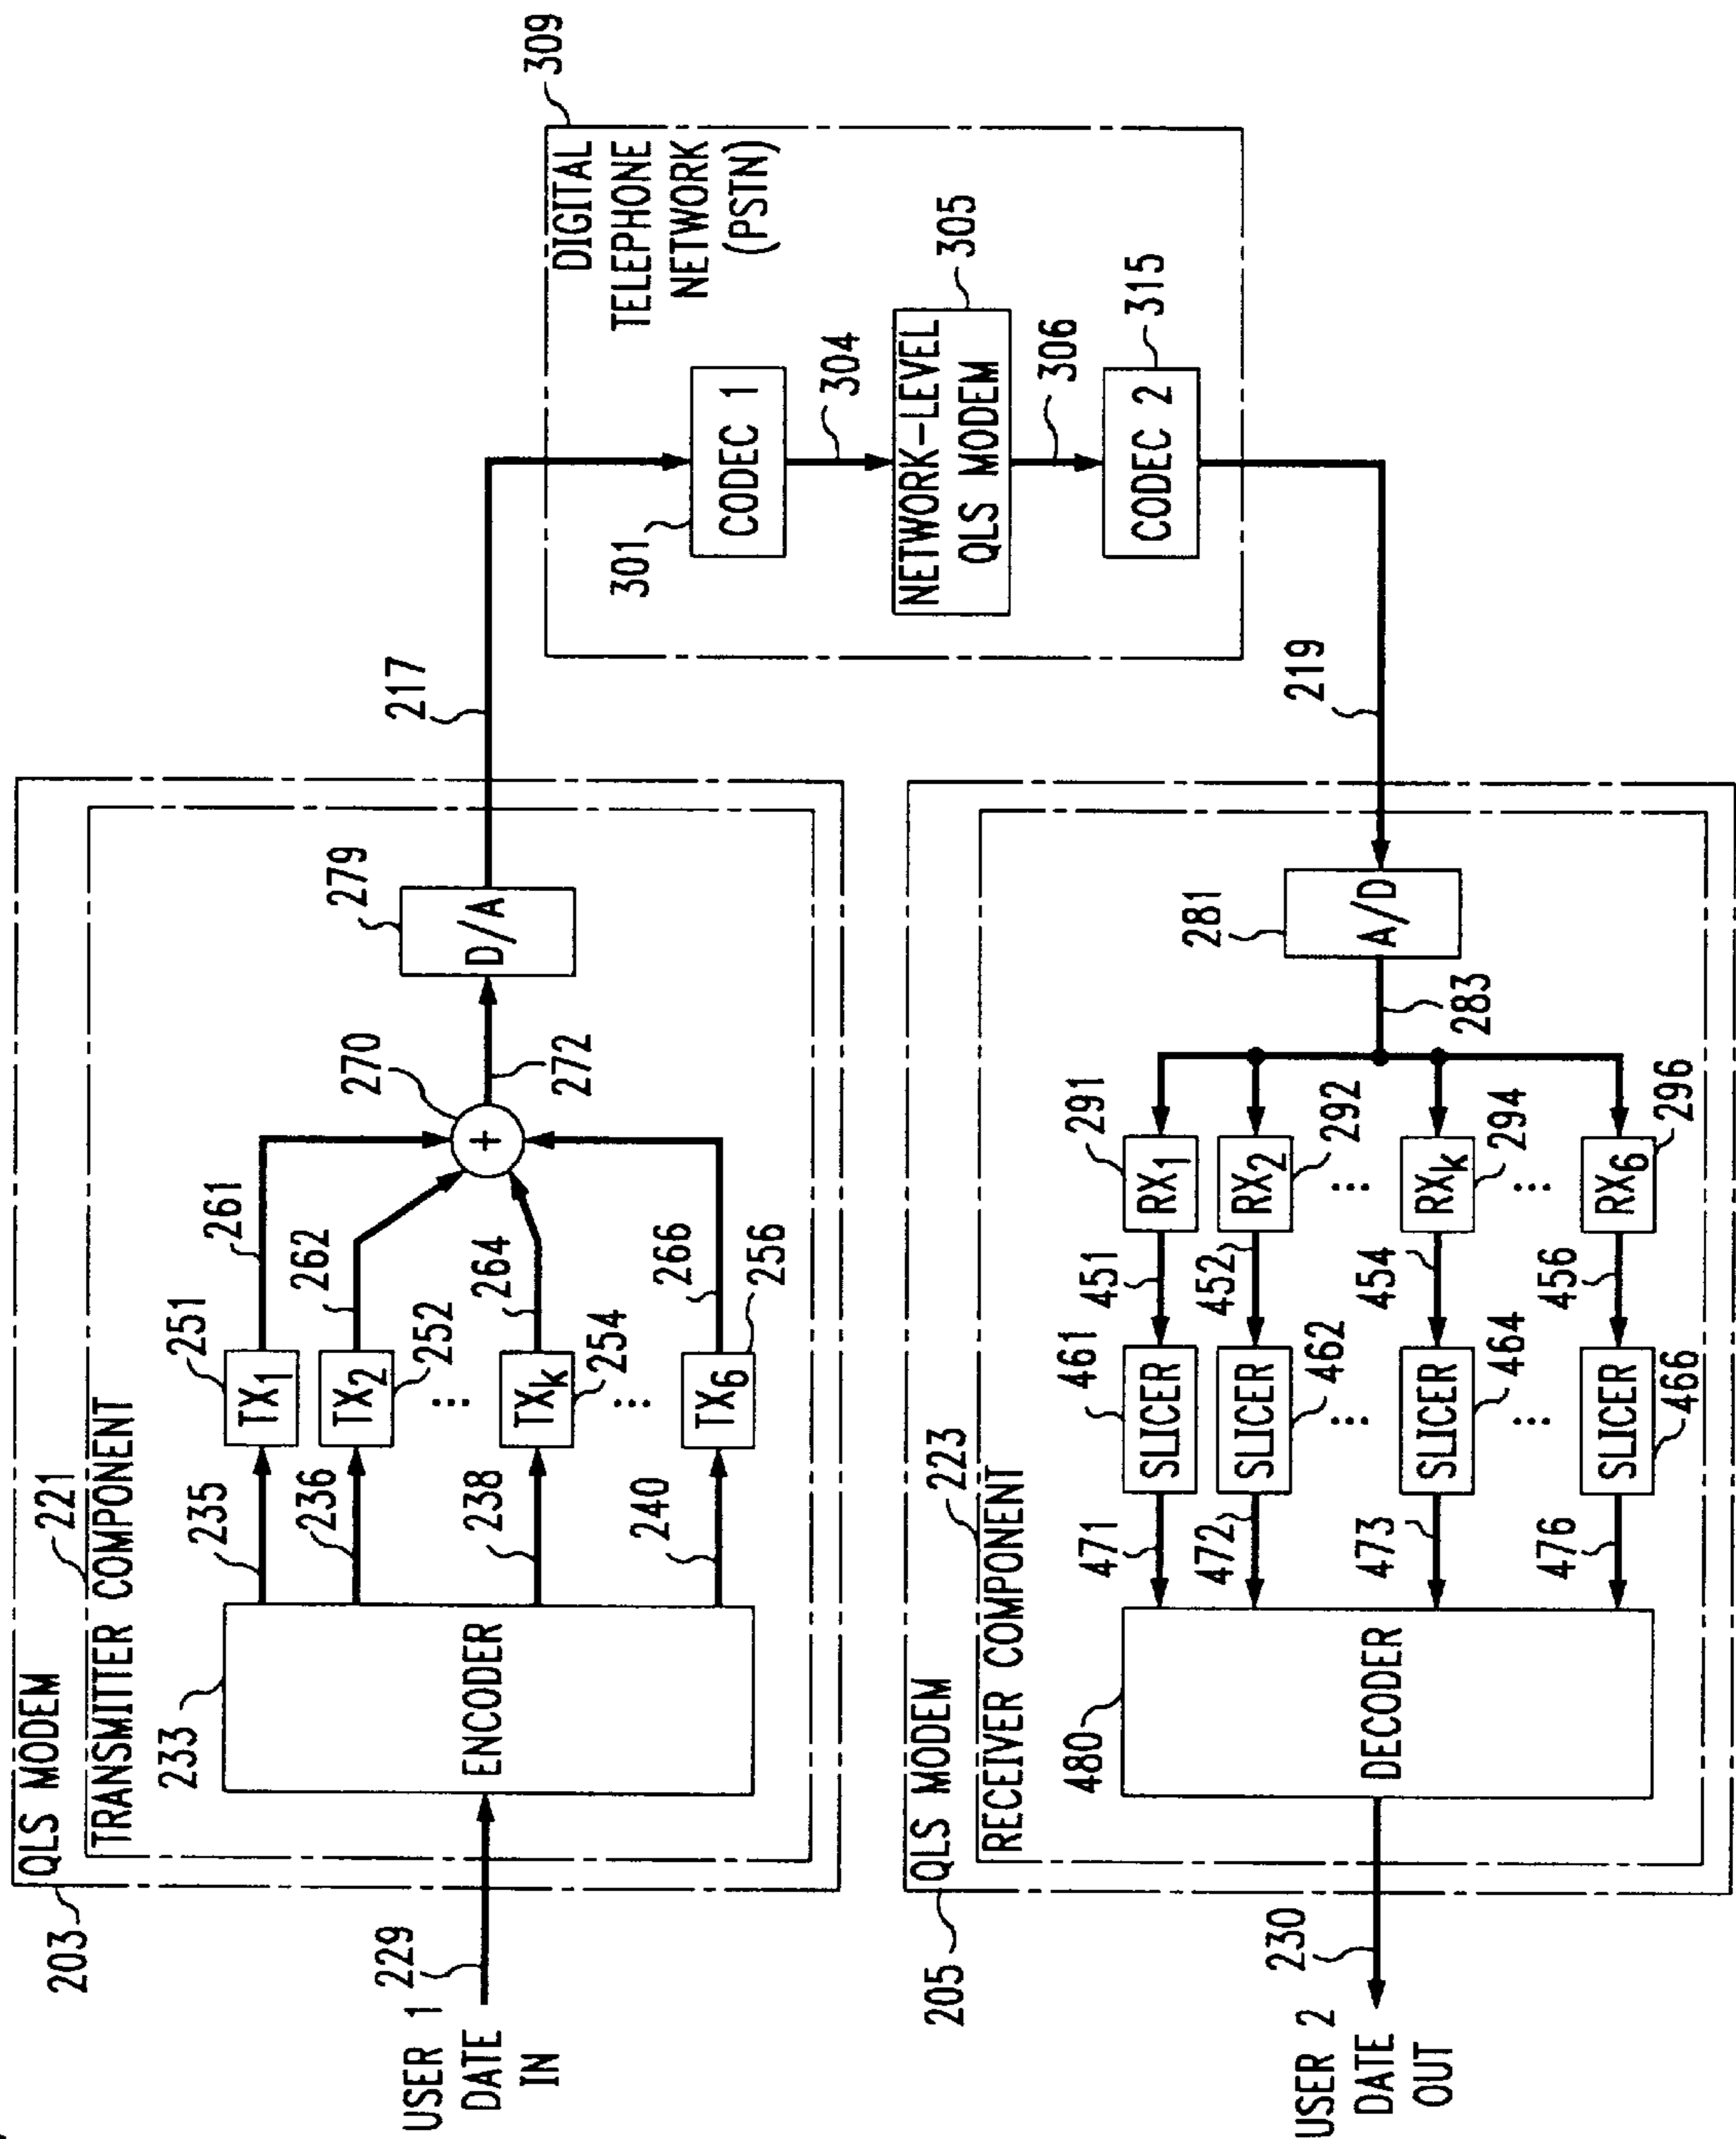 203
QLS MODEM
221
TRANSMITTER COMPONENT
USER 1
DATE
IN
229
233
ENCODER
235
236
238
240
TX1
251
TX2
252
...
TXk
254
...
TX6
256
261
262
264
266
270
+
272
279
D/A
217
309
DIGITAL
TELEPHONE
NETWORK
(PSTN)
301
CODEC 1
304
NETWORK-LEVEL
QLS MODEM
305
306
CODEC 2
315
219
205
QLS MODEM
223
RECEIVER COMPONENT
281
A/D
283
RX1
291
RX2
292
...
RXk
294
...
RX6
296
451
452
454
456
461
SLICER
SLICER
462
...
SLICER
464
...
SLICER
466
471
472
473
476
480
DECODER
230
USER 2
DATE
OUT